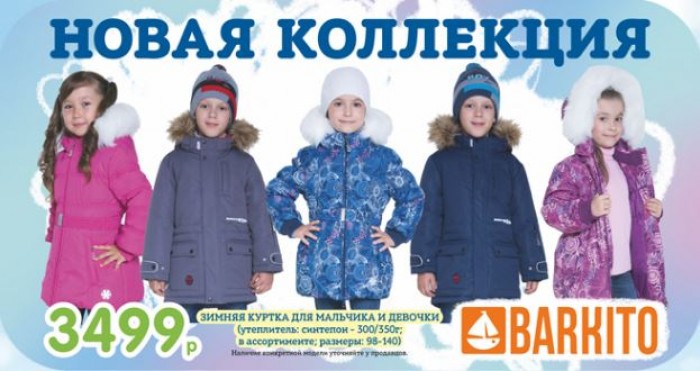 НОВАЯ КОЛЛЕКЦИЯ
3499р
ЗИМНЯЯ КУРТКА ДЛЯ МАЛЬЧИКА И ДЕВОЧКИ
(утеплитель: синтепон - 300/350г;
в ассортименте; размеры: 98-140)
Наличие конкретной модели уточняйте у продавцов.
BARKITO